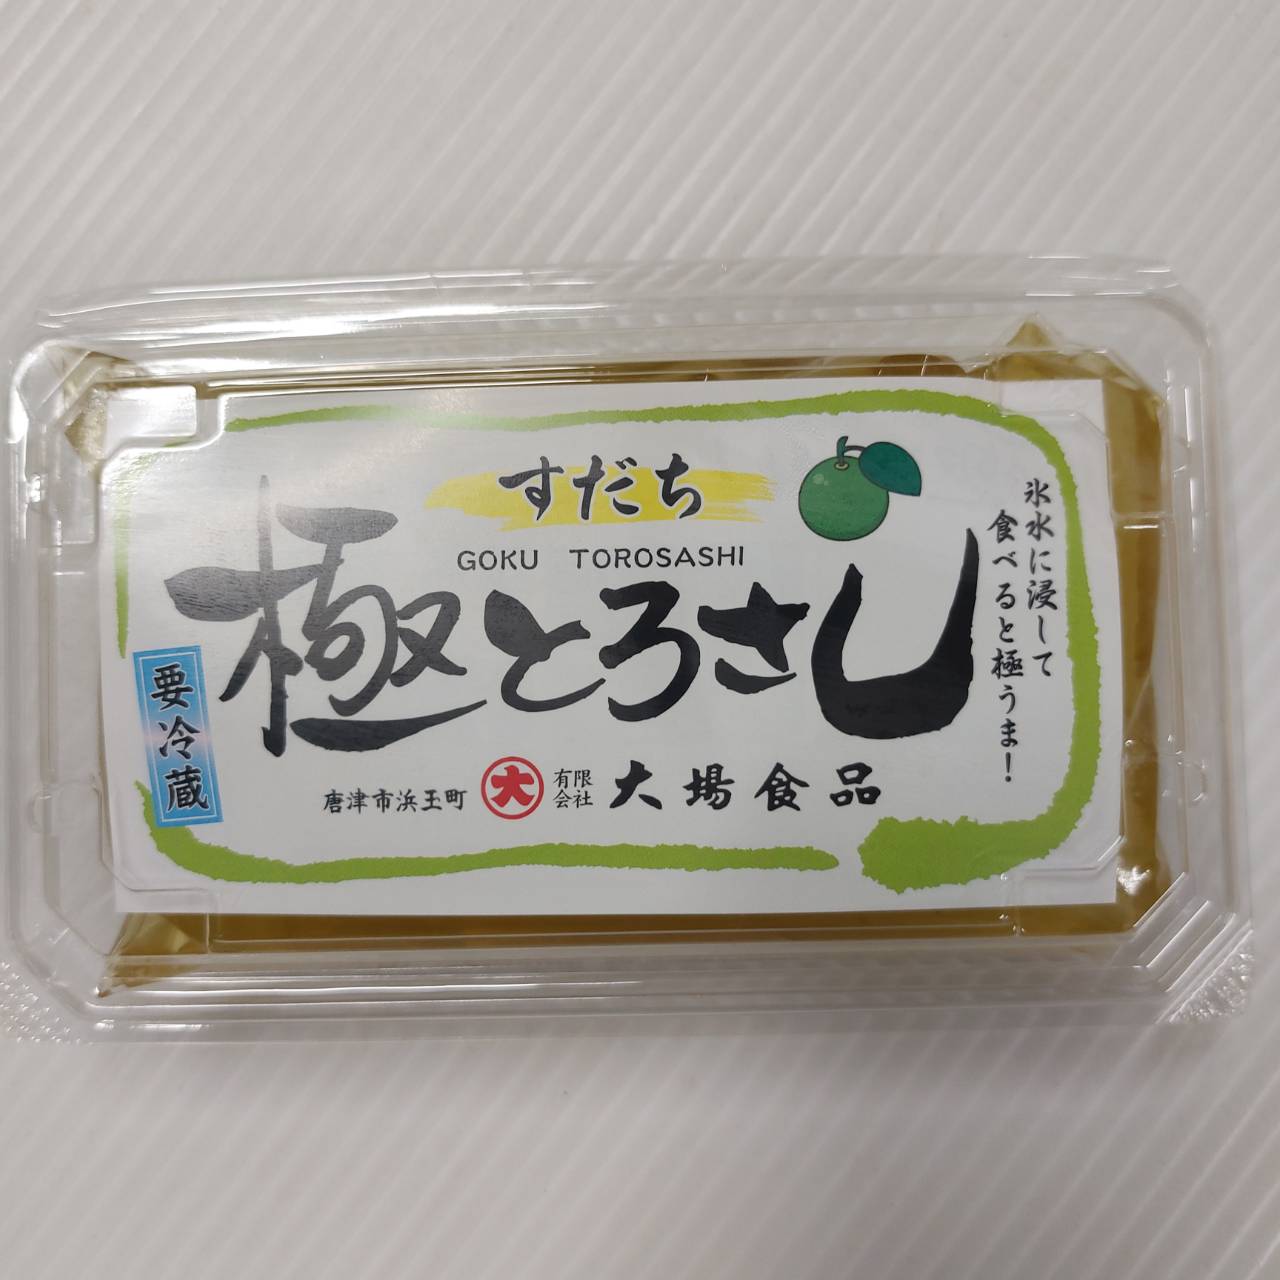 すだち
GOKU TOROSASHI
極とろさし
氷水に浸して
食べると極うま！
要冷蔵
唐津市浜玉町 大 有限会社 大場食品